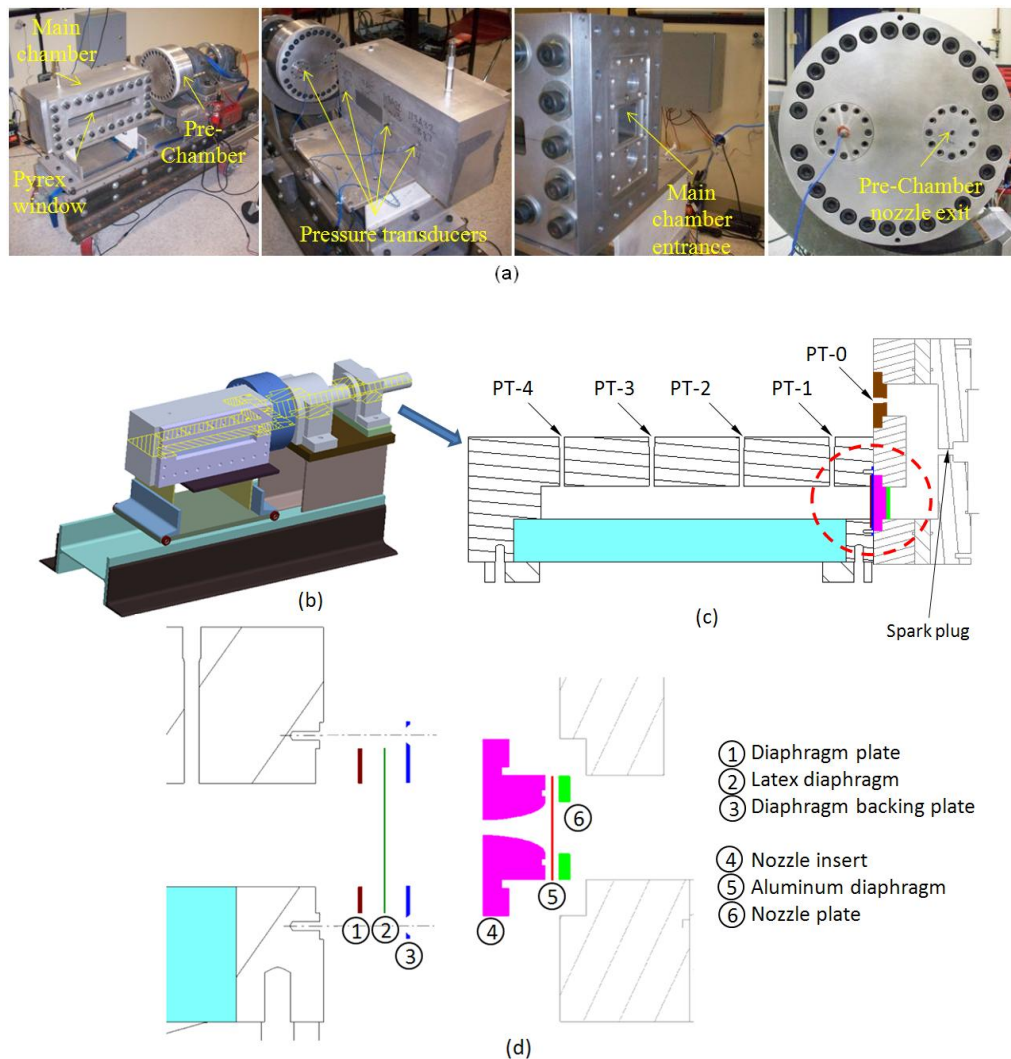 Main
chamber
Pre-
Chamber
Pyrex
window
Pressure transducers
Main
chamber
entrance
Pre-Chamber
nozzle exit
(a)
PT-0
PT-4
PT-3
PT-2
PT-1
(b)
(c)
Spark plug
1 Diaphragm plate
2 Latex diaphragm
3 Diaphragm backing plate
4 Nozzle insert
5 Aluminum diaphragm
6 Nozzle plate
6
5
4
1
2
3
(d)